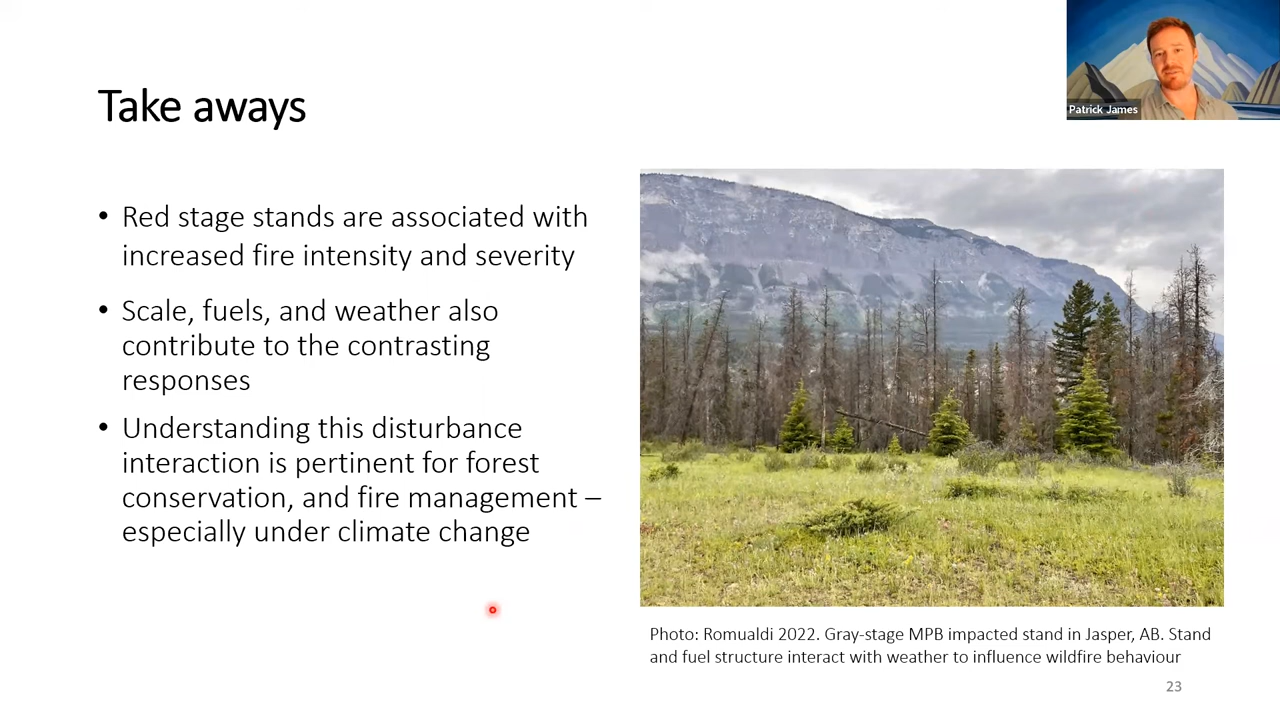 Patrick James
Take aways
• Red stage stands are associated with
increased fire intensity and severity
• Scale, fuels, and weather also
contribute to the contrasting
responses
• Understanding this disturbance
interaction is pertinent for forest
conservation, and fire management –
especially under climate change
Photo: Romualdi 2022. Gray-stage MPB impacted stand in Jasper, AB. Stand
and fuel structure interact with weather to influence wildfire behaviour
23